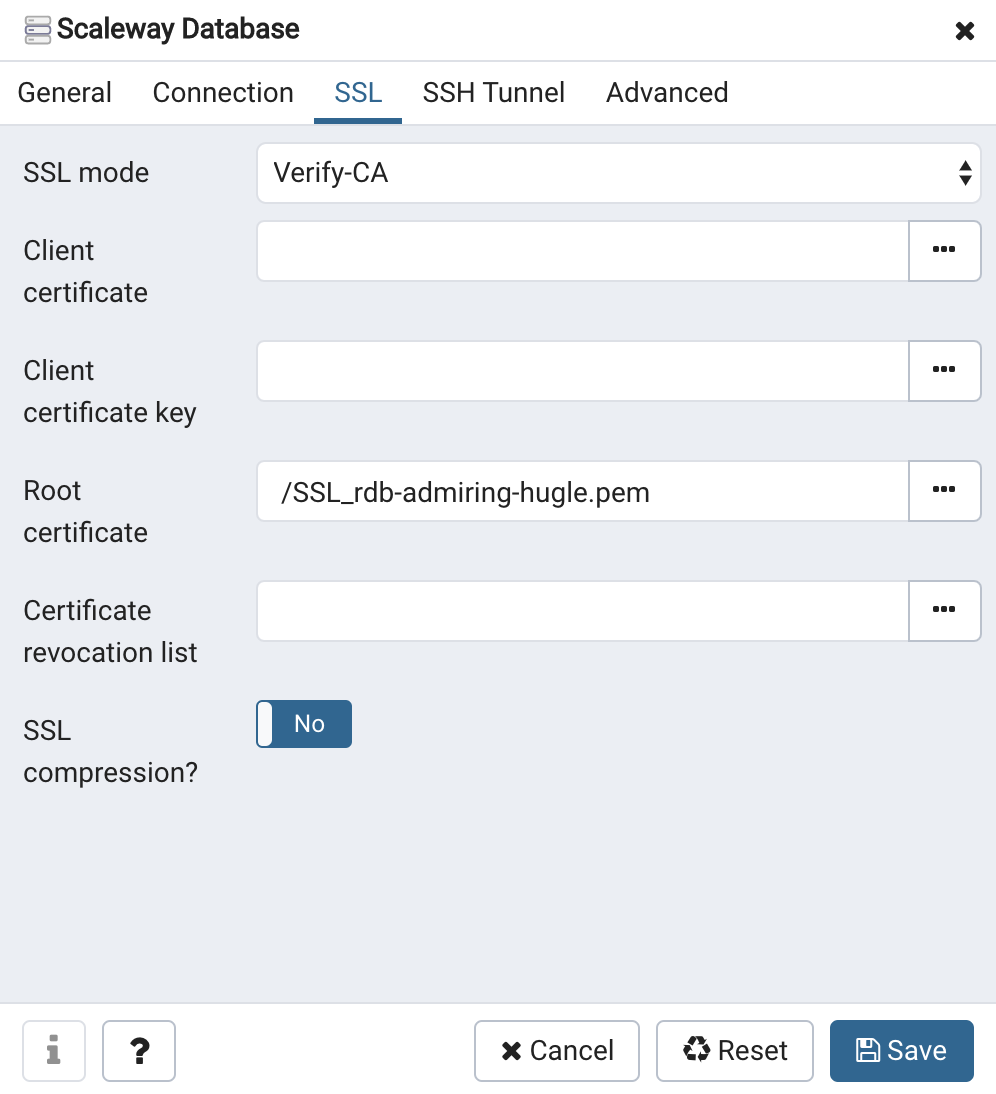 Scaleway Database
General Connection SSL SSH Tunnel Advanced
SSL mode Verify-CA
Client
certificate
Client
certificate key
Root /SSL_rdb-admiring-hugle.pem
certificate
Certificate
revocation list
SSL No
compression?
? Cancel Reset Save